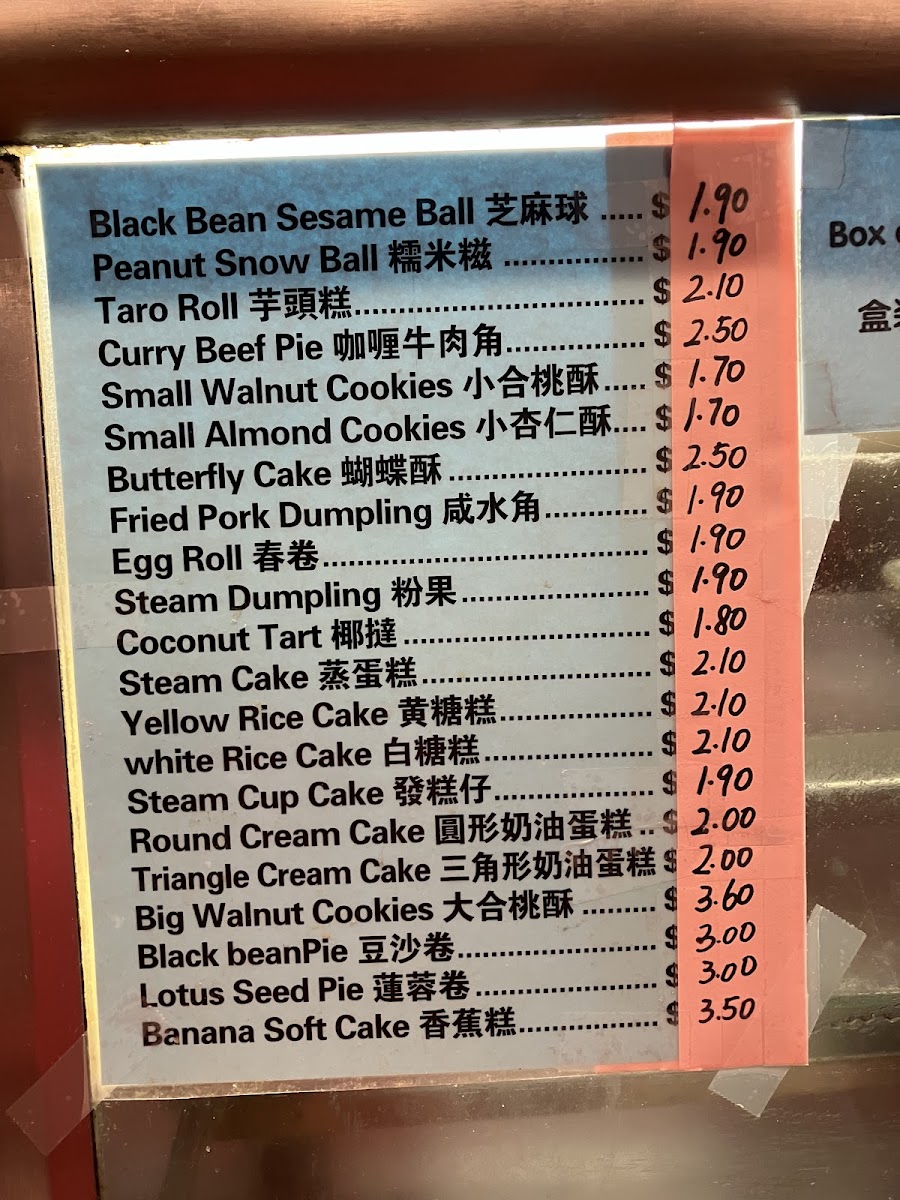 Black Bean Sesame Ball 芝麻球 ..... $ 1.90
Peanut Snow Ball 糯米糍 ................ $ 1.90
Taro Roll 芋頭糕................................. $ 2.10
Curry Beef Pie 咖喱牛肉角................ $ 2.50
Small Walnut Cookies 小合桃酥..... $ 1.70
Small Almond Cookies 小杏仁酥.... $ 1.70
Butterfly Cake 蝴蝶酥 ....................... $ 2.50
Fried Pork Dumpling 咸水角............ $ 1.90
Egg Roll 春卷...................................... $ 1.90
Steam Dumpling 粉果...................... $ 1.90
Coconut Tart 椰撻 ............................. $ 1.80
Steam Cake 蒸蛋糕........................... $ 2.10
Yellow Rice Cake 黄糖糕.................. $ 2.10
white Rice Cake 白糖糕.................... $ 2.10
Steam Cup Cake 發糕仔................... $ 1.90
Round Cream Cake 圓形奶油蛋糕 .. $ 2.00
Triangle Cream Cake 三角形奶油蛋糕 $ 2.00
Big Walnut Cookies 大合桃酥 ......... $ 3.60
Black beanPie 豆沙卷........................ $ 3.00
Lotus Seed Pie 蓮蓉卷 ...................... $ 3.00
Banana Soft Cake 香蕉糕................. $ 3.50
Box
盒